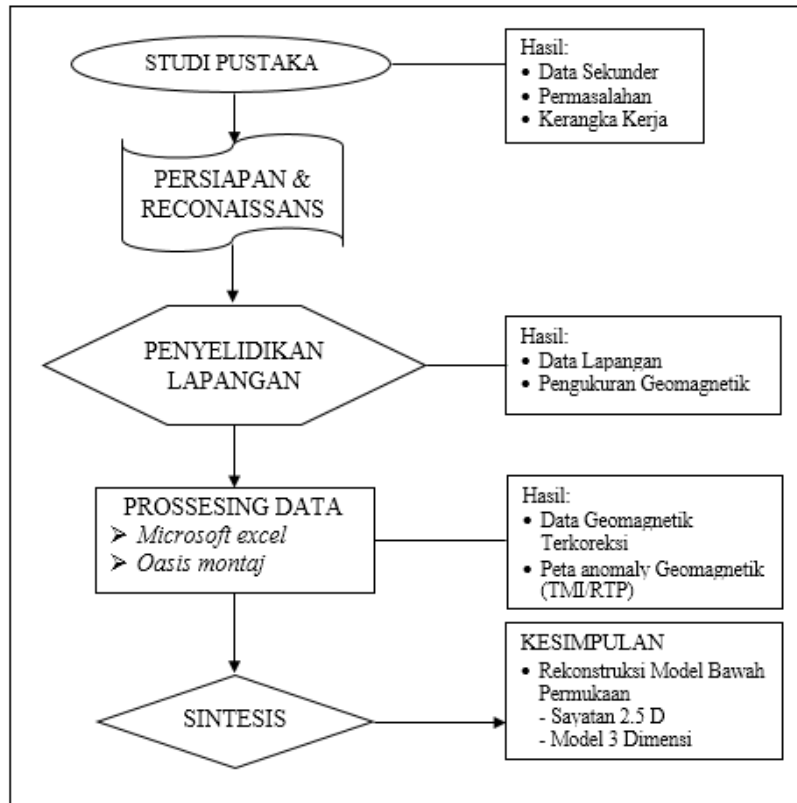 STUDI PUSTAKA
Hasil:
• Data Sekunder
• Permasalahan
• Kerangka Kerja
PERSIAPAN &
RECONAISSANS
PENYELIDIKAN
LAPANGAN
Hasil:
• Data Lapangan
• Pengukuran Geomagnetik
PROSSESING DATA
➢ Microsoft excel
➢ Oasis montaj
Hasil:
• Data Geomagnetik
Terkoreksi
• Peta anomaly Geomagnetik
(TMI/RTP)
SINTESIS
KESIMPULAN
• Rekonstruksi Model Bawah
Permukaan
- Sayatan 2.5 D
- Model 3 Dimensi